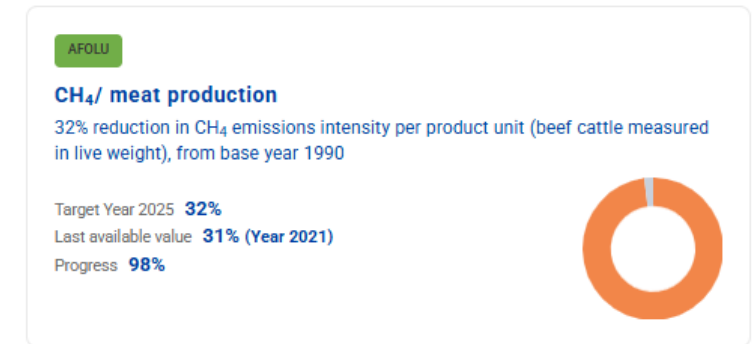 AFOLU
CH₄/ meat production
32% reduction in CH₄ emissions intensity per product unit (beef cattle measured
in live weight), from base year 1990
Target Year 2025 32%
Last available value 31% (Year 2021)
Progress 98%